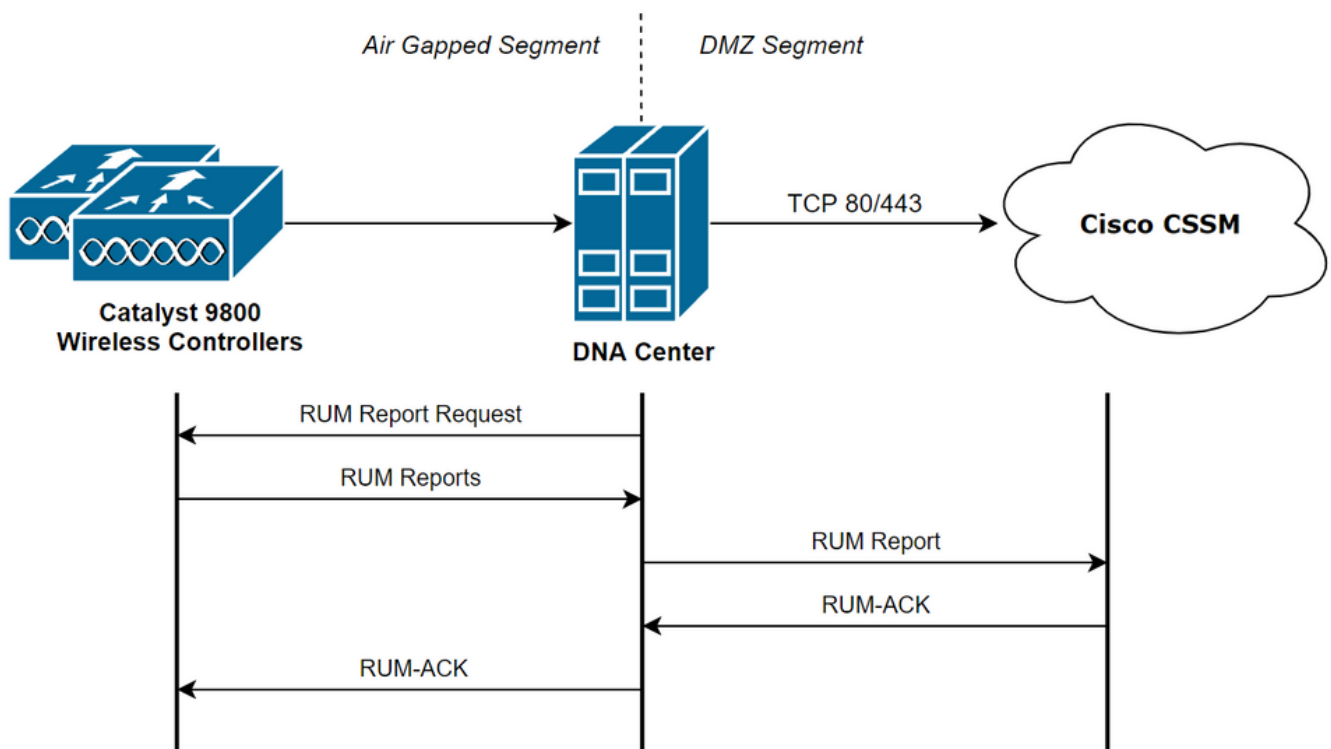 Air Gapped Segment
DMZ Segment
TCP 80/443
Cisco CSSM
Catalyst 9800
Wireless Controllers
DNA Center
RUM Report Request
RUM Reports
RUM Report
RUM-ACK
RUM-ACK